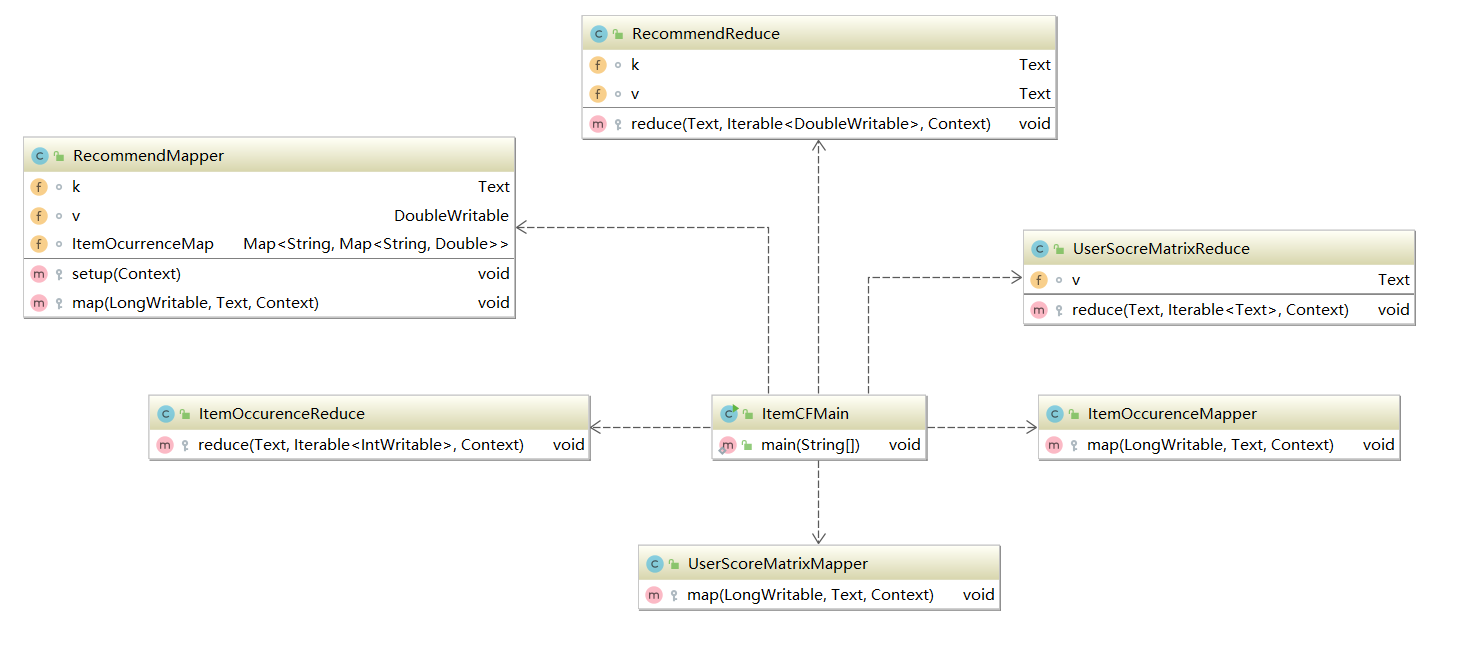 RecommendReduce
k Text
v Text
reduce(Text, Iterable<DoubleWritable>, Context) void
RecommendMapper
k Text
v DoubleWritable
ItemOcurrenceMap Map<String, Map<String, Double>>
setup(Context) void
map(LongWritable, Text, Context) void
UserSocreMatrixReduce
v Text
reduce(Text, Iterable<Text>, Context) void
ItemOccurenceReduce
reduce(Text, Iterable<IntWritable>, Context) void
ItemCFMain
main(String[]) void
ItemOccurenceMapper
map(LongWritable, Text, Context) void
UserScoreMatrixMapper
map(LongWritable, Text, Context) void